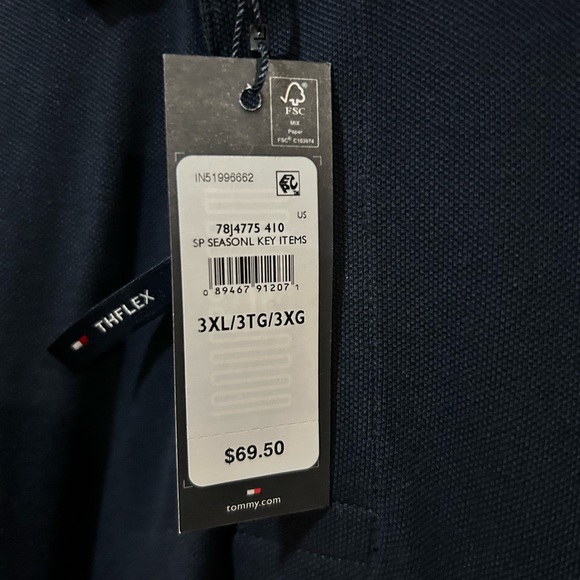 FSC
MIX
Paper
FSC® C102974
IN51996662
US
78J4775 410
SP SEASONL KEY ITEMS
0 89467 91207 1
3XL/3TG/3XG
THFLEX
$69.50
tommy.com